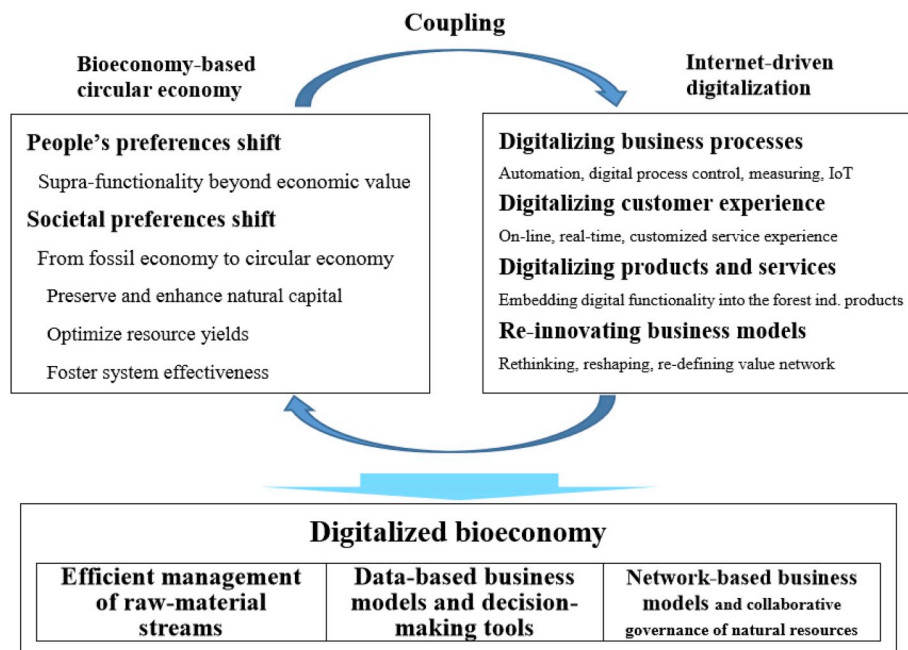 Coupling
Bioeconomy-based
circular economy
Internet-driven
digitalization
People’s preferences shift
Supra-functionality beyond economic value
Societal preferences shift
From fossil economy to circular economy
Preserve and enhance natural capital
Optimize resource yields
Foster system effectiveness
Digitalizing business processes
Automation, digital process control, measuring, IoT
Digitalizing customer experience
On-line, real-time, customized service experience
Digitalizing products and services
Embedding digital functionality into the forest ind. products
Re-innovating business models
Rethinking, reshaping, re-defining value network
Digitalized bioeconomy
Efficient management
of raw-material
streams
Data-based business
models and decision-
making tools
Network-based business
models and collaborative
governance of natural resources